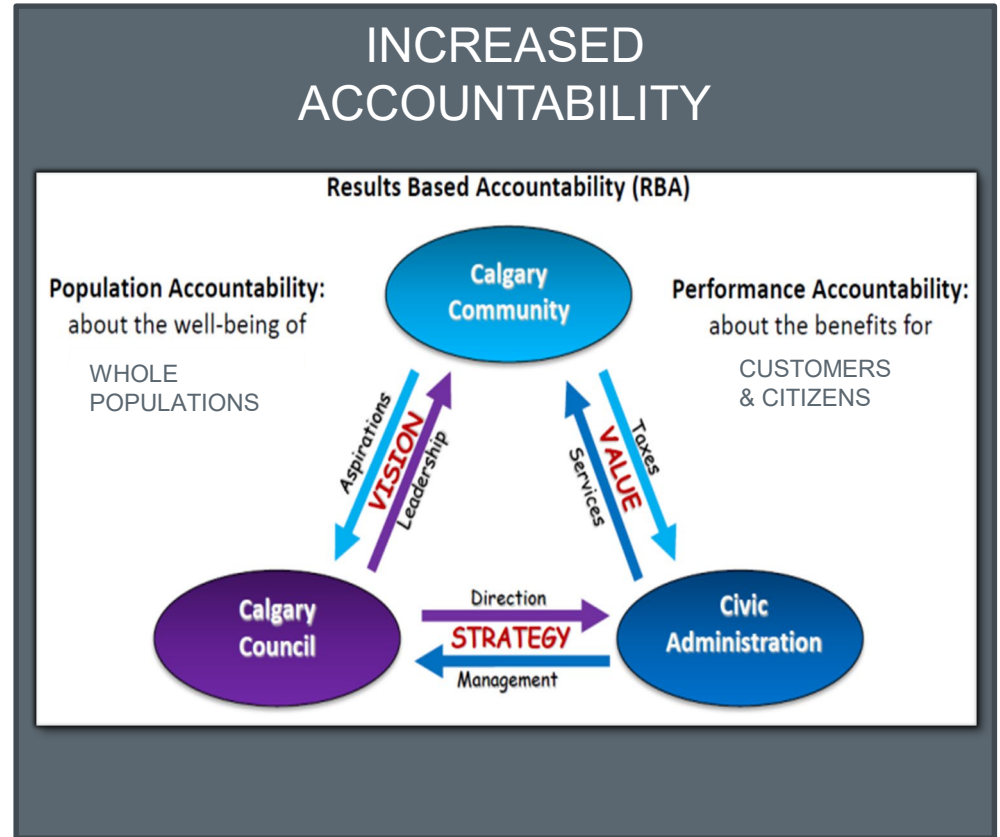 INCREASED
ACCOUNTABILITY
Results Based Accountability (RBA)
Calgary
Community
Population Accountability:
about the well-being of
WHOLE
POPULATIONS
Performance Accountability:
about the benefits for
CUSTOMERS
& CITIZENS
Aspirations
VISION
Leadership
Taxes
VALUE
Services
Calgary
Council
Direction
STRATEGY
Management
Civic
Administration